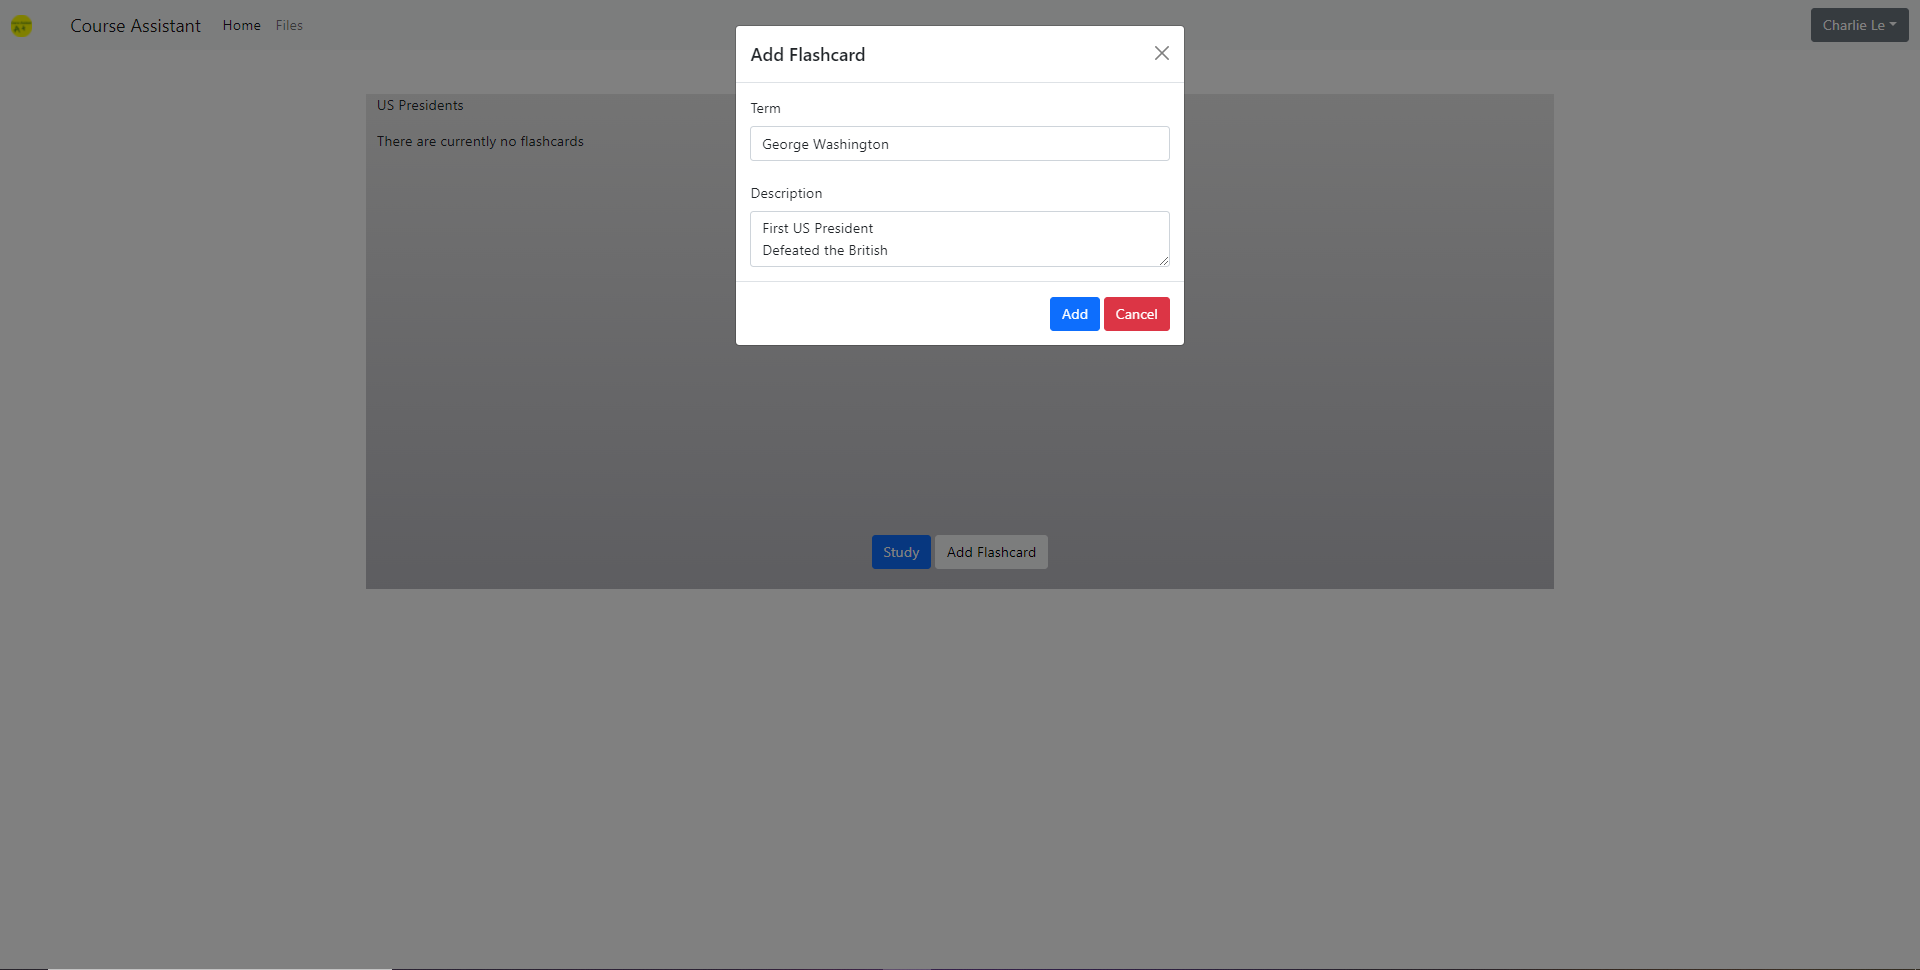 Course Assistant
Home
Files
Charlie Le
Add Flashcard
Term
George Washington
Description
First US President
Defeated the British
Add
Cancel
US Presidents
There are currently no flashcards
Study
Add Flashcard